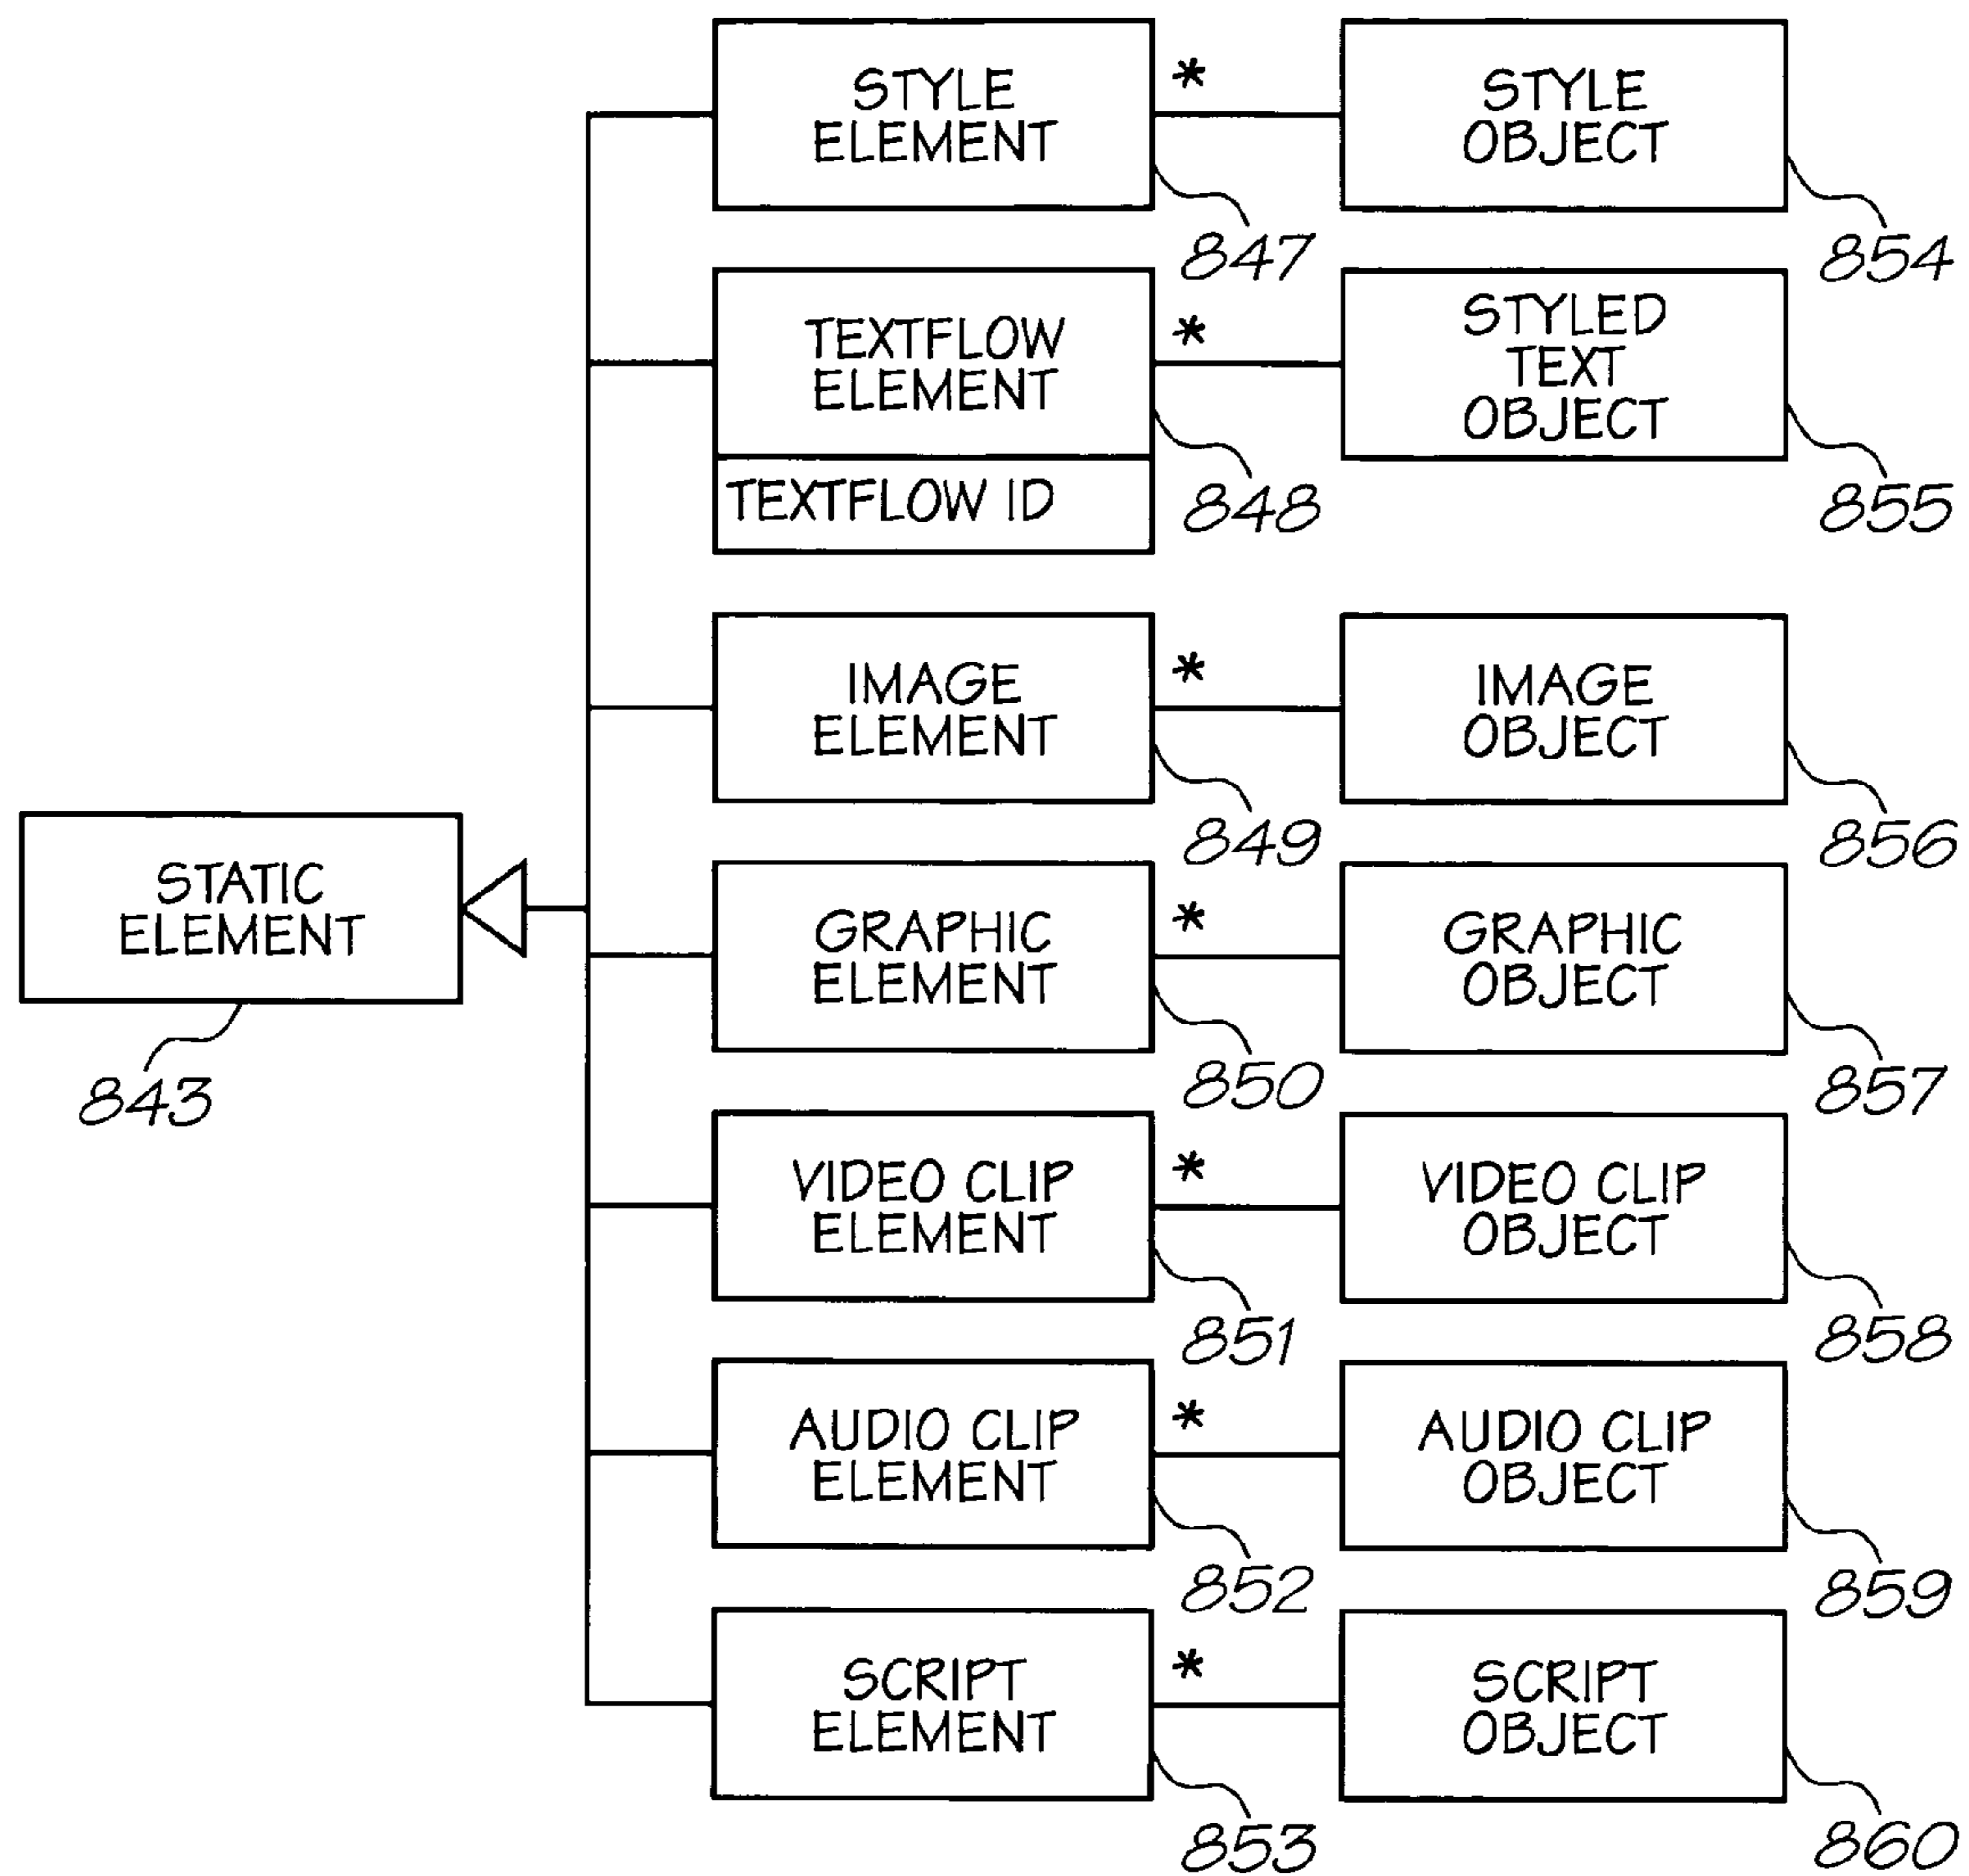 STYLE
ELEMENT
*
STYLE
OBJECT
847
854
TEXTFLOW
ELEMENT
TEXTFLOW ID
*
STYLED
TEXT
OBJECT
848
855
IMAGE
ELEMENT
*
IMAGE
OBJECT
849
856
STATIC
ELEMENT
843
GRAPHIC
ELEMENT
*
GRAPHIC
OBJECT
850
857
VIDEO CLIP
ELEMENT
*
VIDEO CLIP
OBJECT
851
858
AUDIO CLIP
ELEMENT
*
AUDIO CLIP
OBJECT
852
859
SCRIPT
ELEMENT
*
SCRIPT
OBJECT
853
860